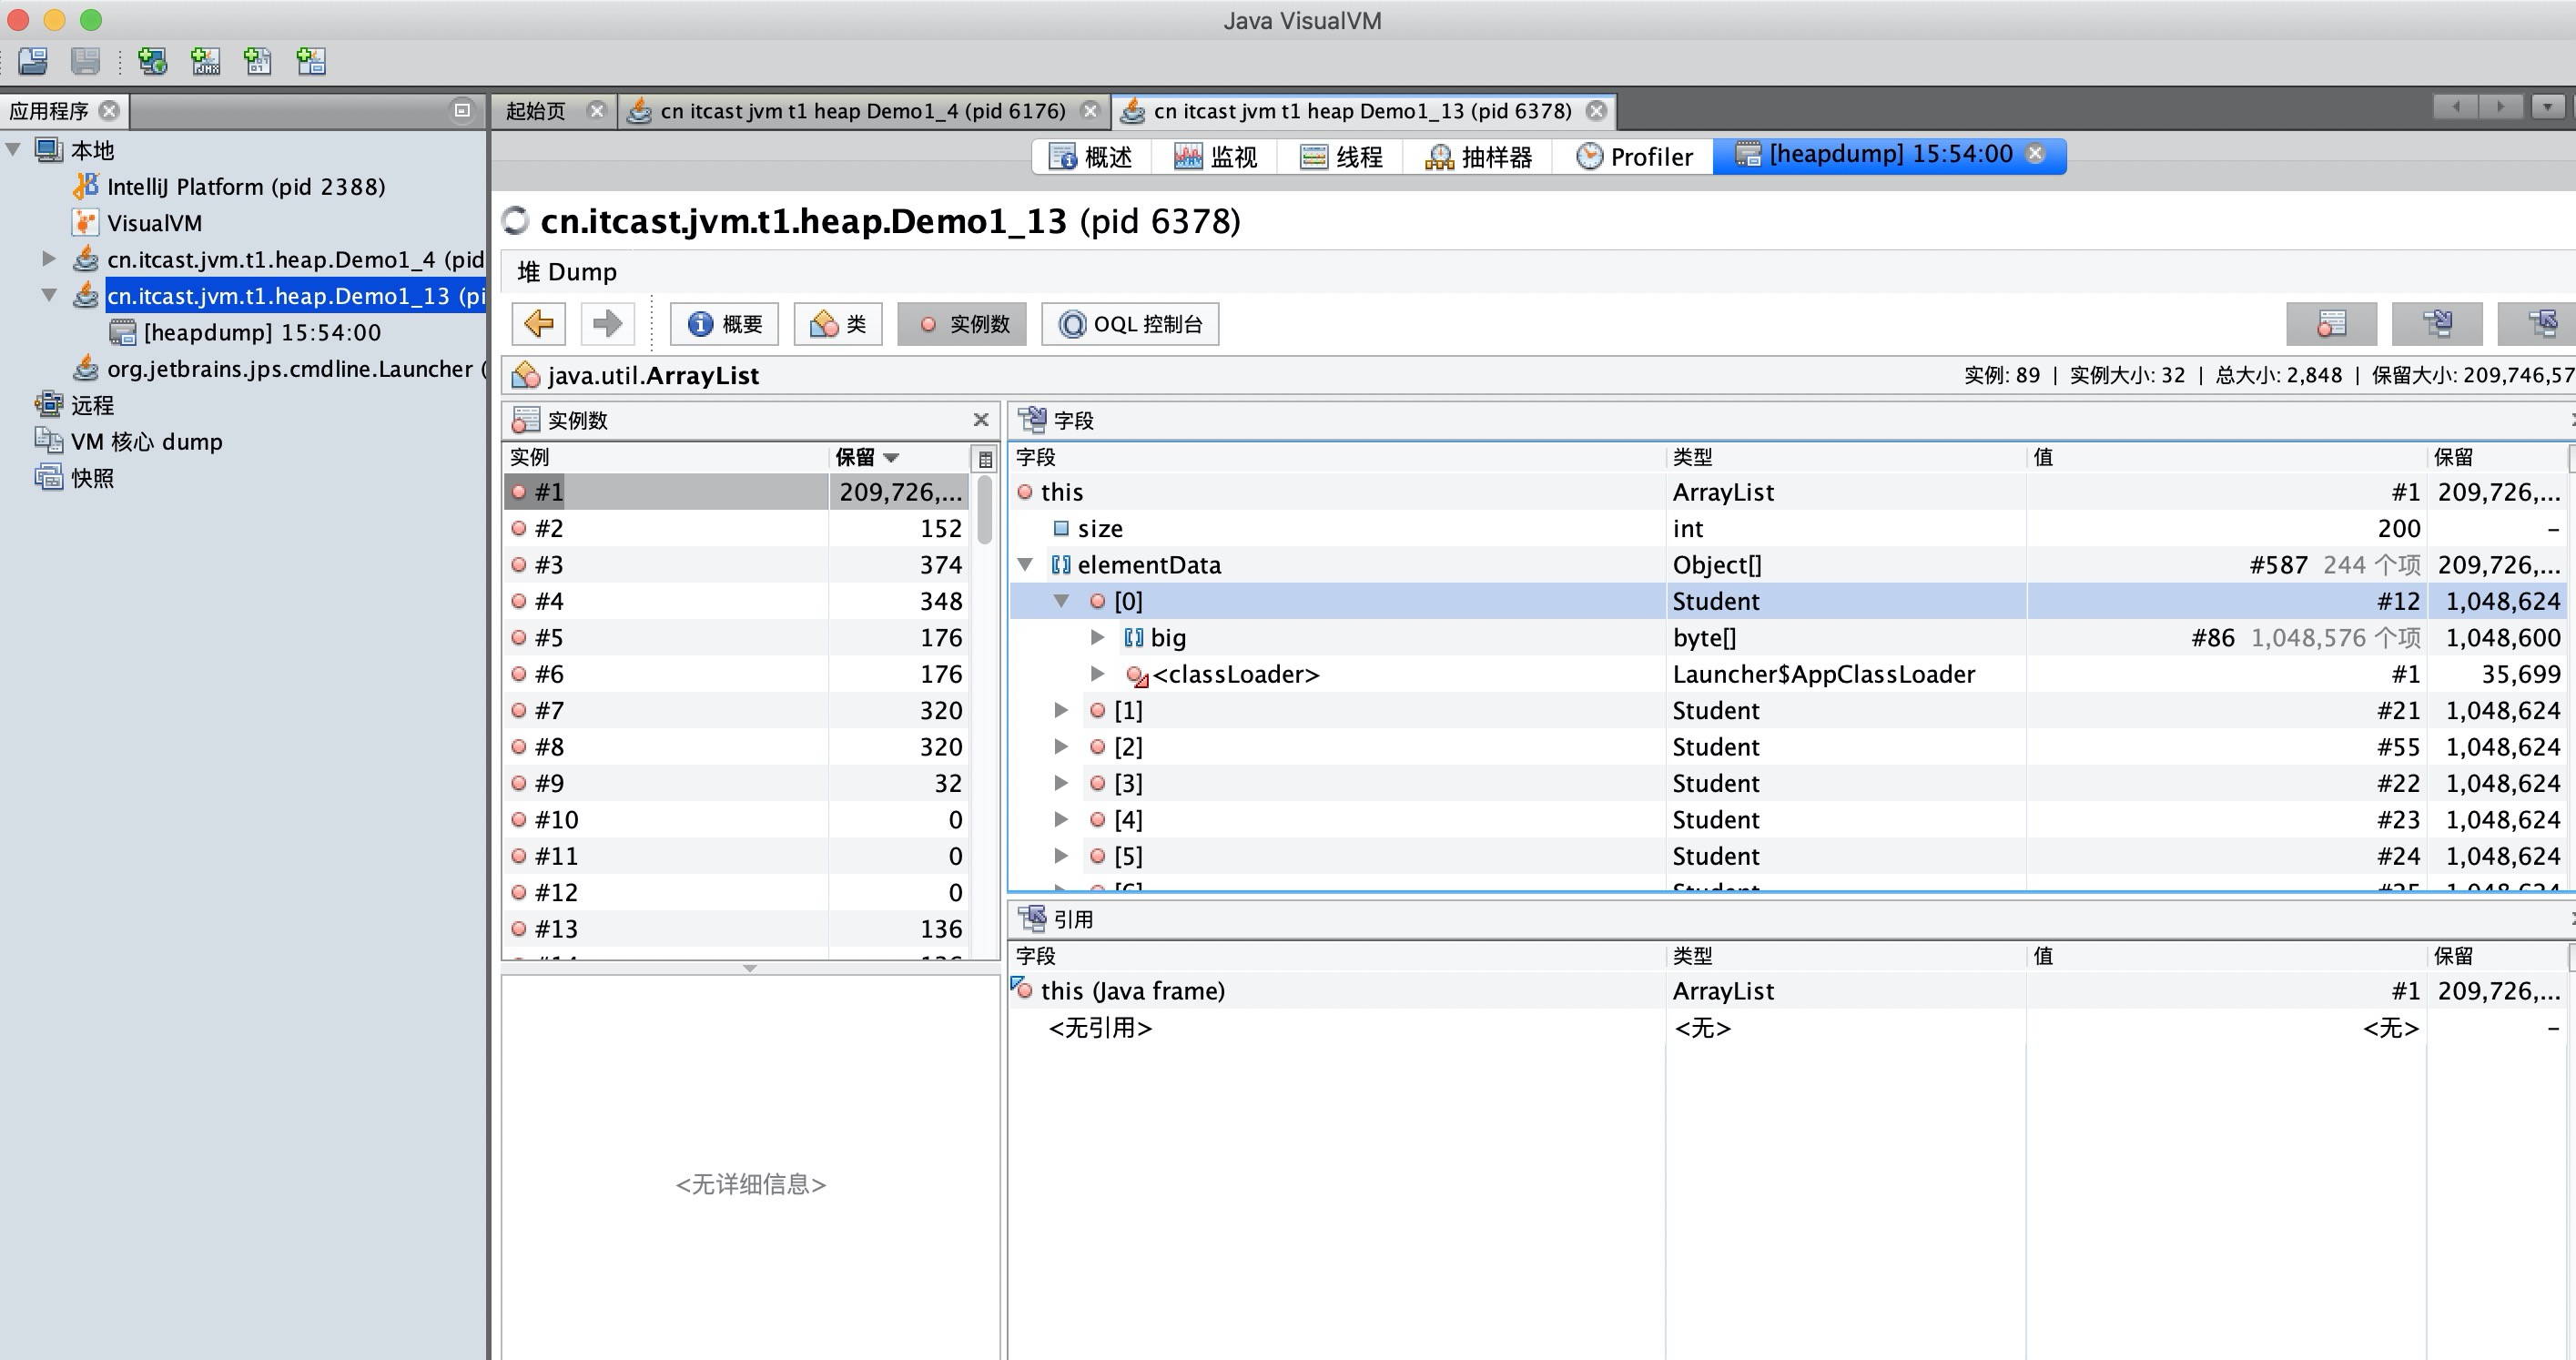 Java VisualVM
应用程序
本地
IntelliJ Platform (pid 2388)
VisualVM
cn.itcast.jvm.t1.heap.Demo1_4 (pid
cn.itcast.jvm.t1.heap.Demo1_13 (pi
[heapdump] 15:54:00
org.jetbrains.jps.cmdline.Launcher (
远程
VM 核心 dump
快照
起始页 cn itcast jvm t1 heap Demo1_4 (pid 6176) cn itcast jvm t1 heap Demo1_13 (pid 6378)
概述 监视 线程 抽样器 Profiler [heapdump] 15:54:00
cn.itcast.jvm.t1.heap.Demo1_13 (pid 6378)
堆 Dump
概要 类 实例数 OQL 控制台
java.util.ArrayList 实例: 89 | 实例大小: 32 | 总大小: 2,848 | 保留大小: 209,746,57
实例数
实例 保留
#1 209,726,...
#2 152
#3 374
#4 348
#5 176
#6 176
#7 320
#8 320
#9 32
#10 0
#11 0
#12 0
#13 136
<无详细信息>
字段
字段 类型 值 保留
this ArrayList #1 209,726,...
size int 200 –
elementData Object[] #587 244 个项 209,726,...
[0] Student #12 1,048,624
big byte[] #86 1,048,576 个项 1,048,600
<classLoader> Launcher$AppClassLoader #1 35,699
[1] Student #21 1,048,624
[2] Student #55 1,048,624
[3] Student #22 1,048,624
[4] Student #23 1,048,624
[5] Student #24 1,048,624
引用
字段 类型 值 保留
this (Java frame) ArrayList #1 209,726,...
<无引用> <无> <无> –